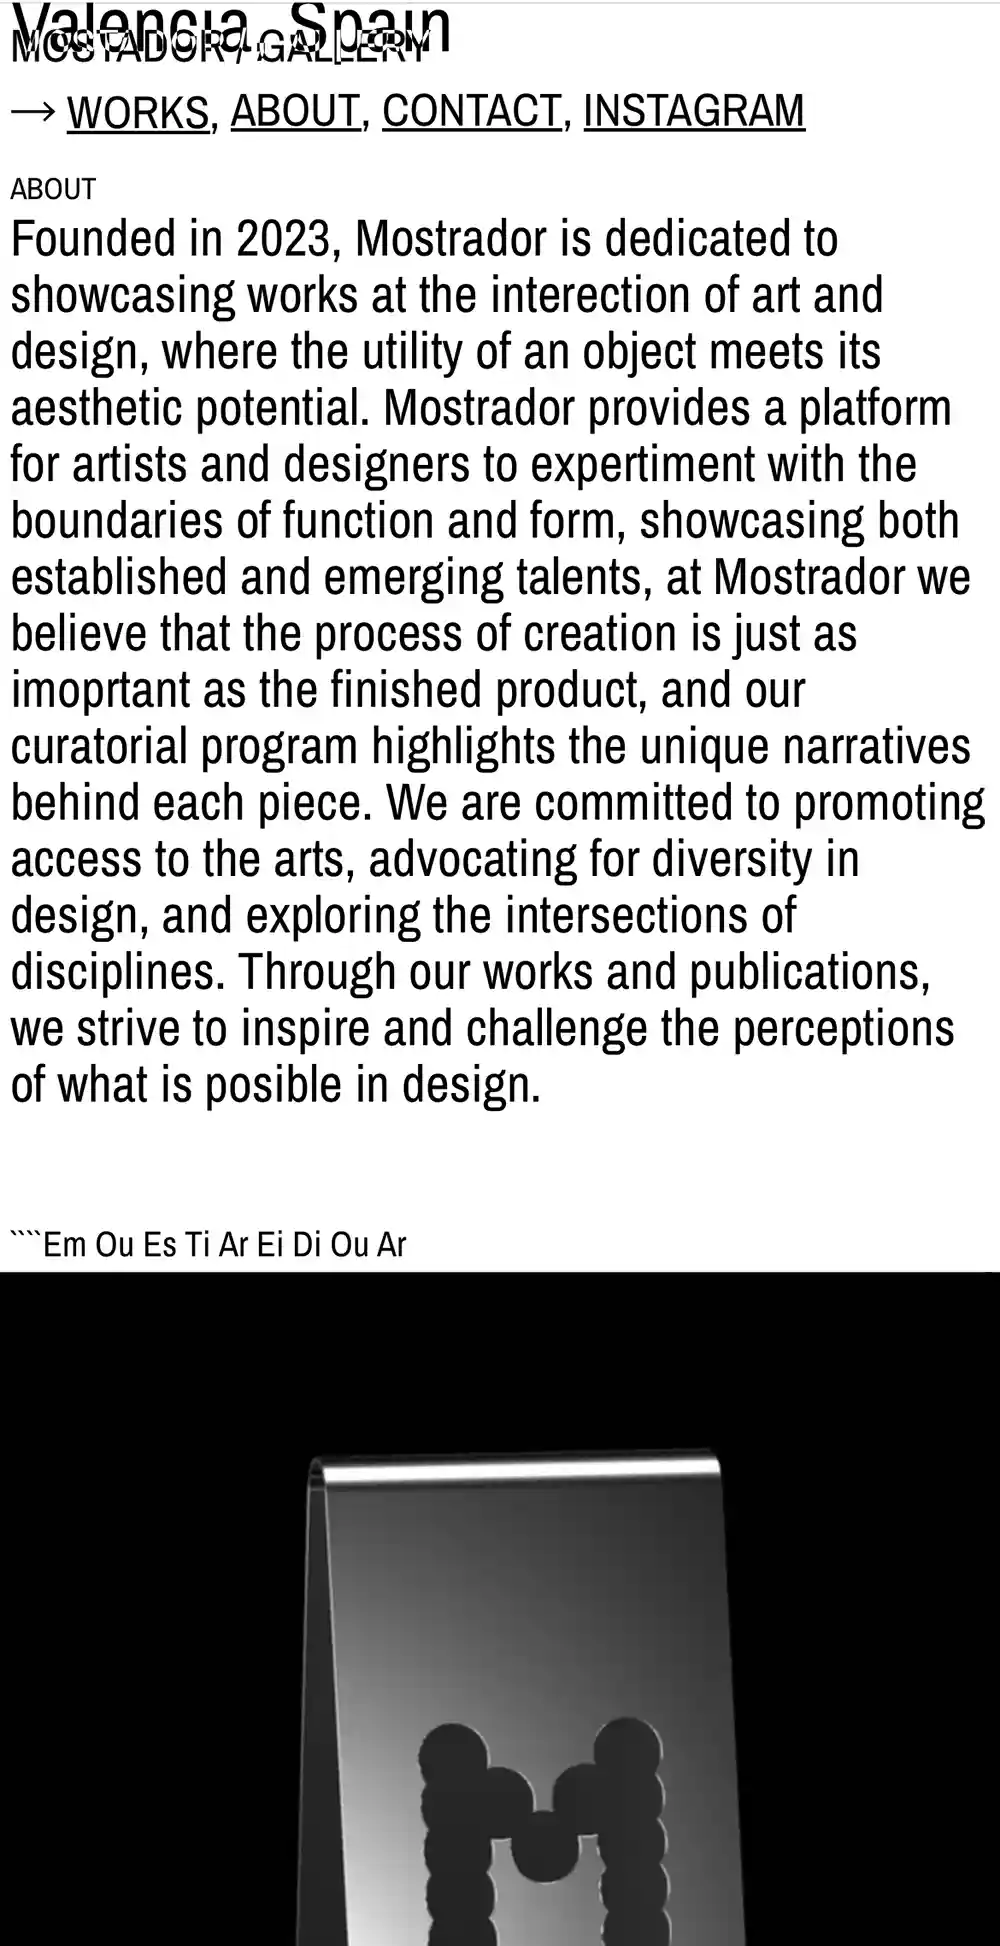 Valencia, Spain
MOSTADOR / GALLERY
→ WORKS, ABOUT, CONTACT, INSTAGRAM
ABOUT
Founded in 2023, Mostrador is dedicated to
showcasing works at the interection of art and
design, where the utility of an object meets its
aesthetic potential. Mostrador provides a platform
for artists and designers to expertiment with the
boundaries of function and form, showcasing both
established and emerging talents, at Mostrador we
believe that the process of creation is just as
imoprtant as the finished product, and our
curatorial program highlights the unique narratives
behind each piece. We are committed to promoting
access to the arts, advocating for diversity in
design, and exploring the intersections of
disciplines. Through our works and publications,
we strive to inspire and challenge the perceptions
of what is posible in design.
````Em Ou Es Ti Ar Ei Di Ou Ar
M